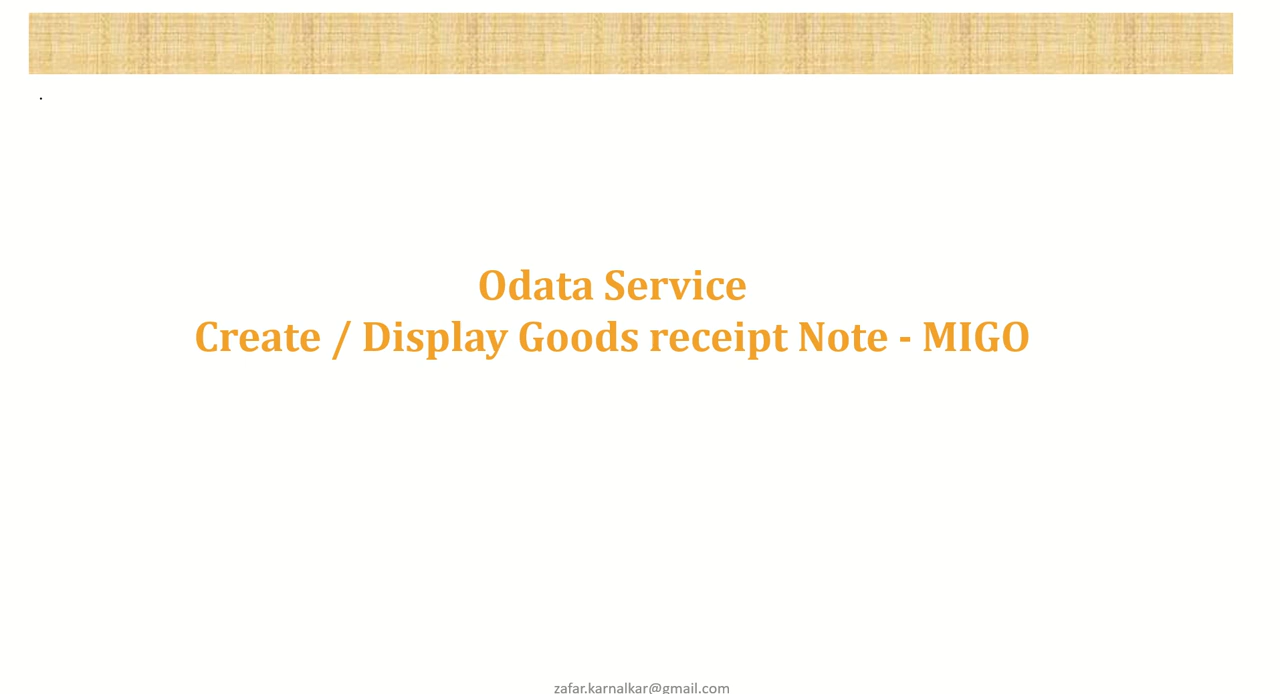 .
Odata Service
Create / Display Goods receipt Note - MIGO
zafar.karnalkar@gmail.com